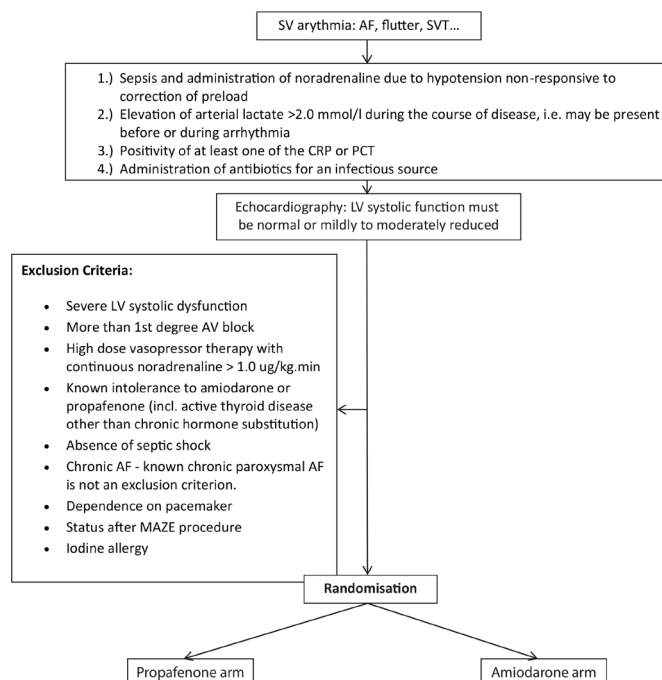 SV arythmia: AF, flutter, SVT...
1.) Sepsis and administration of noradrenaline due to hypotension non-responsive to
correction of preload
2.) Elevation of arterial lactate >2.0 mmol/l during the course of disease, i.e. may be present
before or during arrhythmia
3.) Positivity of at least one of the CRP or PCT
4.) Administration of antibiotics for an infectious source
Echocardiography: LV systolic function must
be normal or mildly to moderately reduced
Exclusion Criteria:
• Severe LV systolic dysfunction
• More than 1st degree AV block
• High dose vasopressor therapy with
continuous noradrenaline > 1.0 ug/kg.min
• Known intolerance to amiodarone or
propafenone (incl. active thyroid disease
other than chronic hormone substitution)
• Absence of septic shock
• Chronic AF - known chronic paroxysmal AF
is not an exclusion criterion.
• Dependence on pacemaker
• Status after MAZE procedure
• Iodine allergy
Randomisation
Propafenone arm
Amiodarone arm